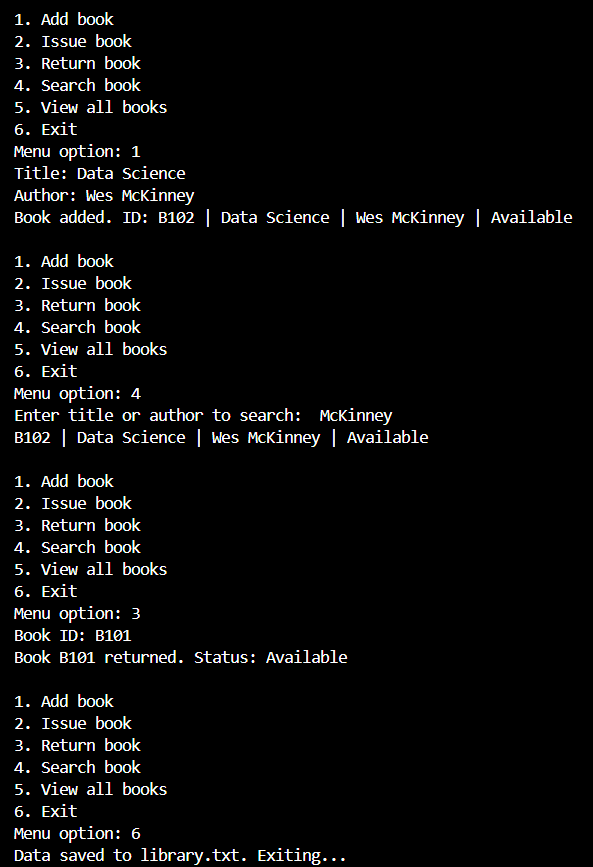 1. Add book
2. Issue book
3. Return book
4. Search book
5. View all books
6. Exit
Menu option: 1
Title: Data Science
Author: Wes McKinney
Book added. ID: B102 | Data Science | Wes McKinney | Available

1. Add book
2. Issue book
3. Return book
4. Search book
5. View all books
6. Exit
Menu option: 4
Enter title or author to search:  McKinney
B102 | Data Science | Wes McKinney | Available

1. Add book
2. Issue book
3. Return book
4. Search book
5. View all books
6. Exit
Menu option: 3
Book ID: B101
Book B101 returned. Status: Available

1. Add book
2. Issue book
3. Return book
4. Search book
5. View all books
6. Exit
Menu option: 6
Data saved to library.txt. Exiting...